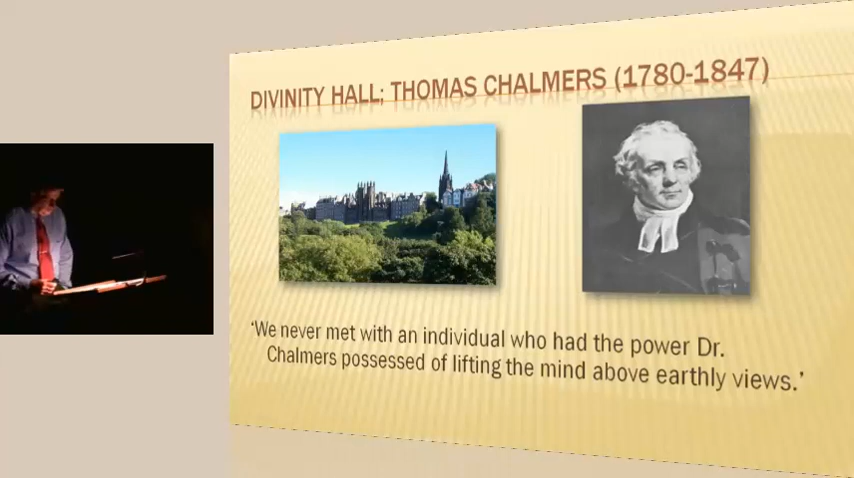 DIVINITY HALL; THOMAS CHALMERS (1780-1847)
'We never met with an individual who had the power Dr.
Chalmers possessed of lifting the mind above earthly views.'